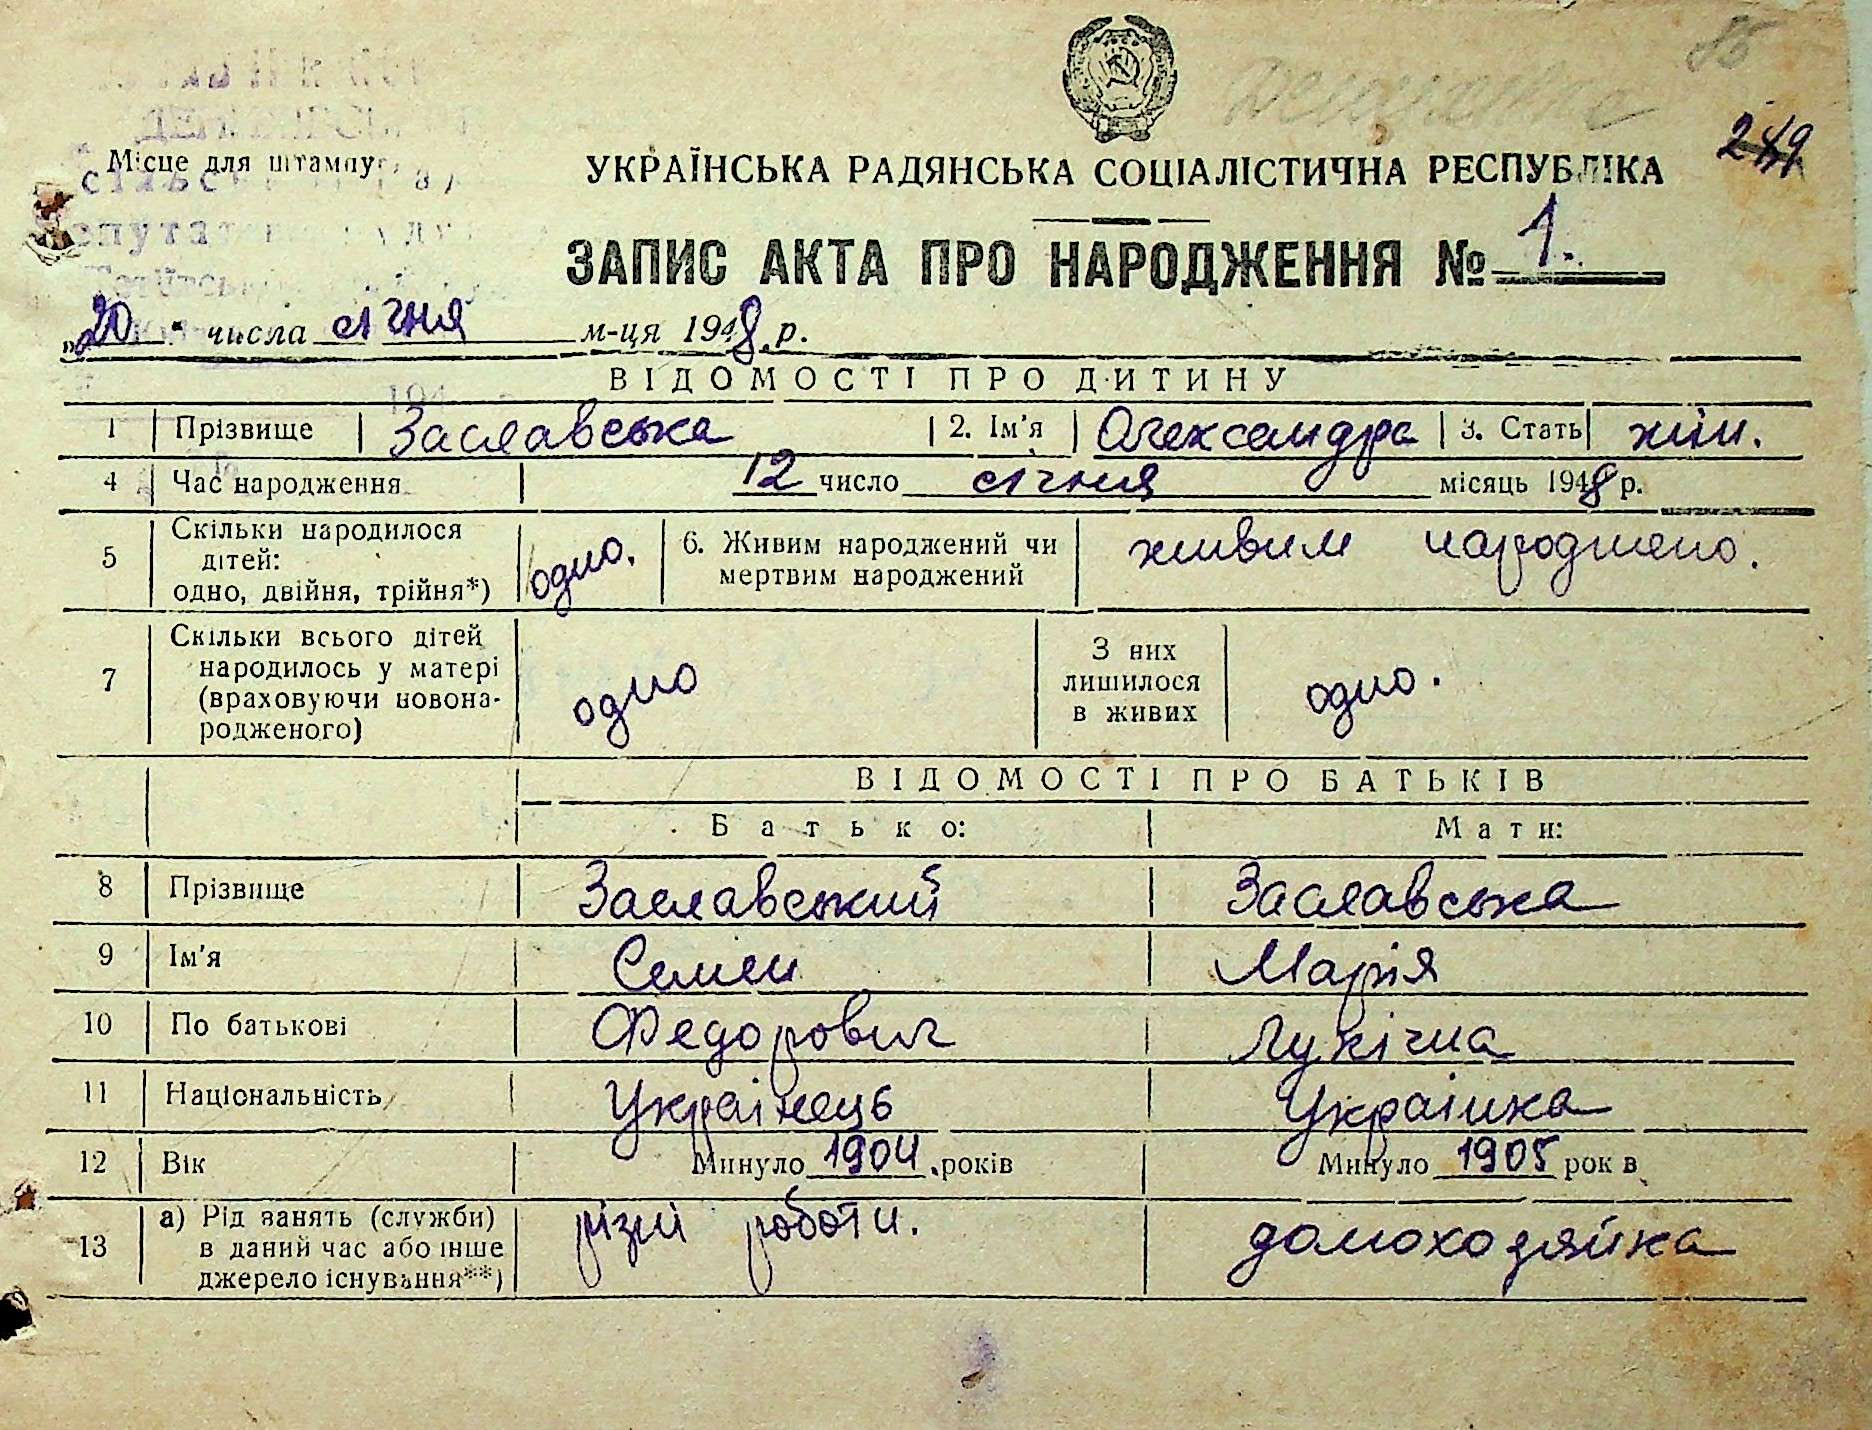 249
Місце для штампу
УКРАЇНСЬКА РАДЯНСЬКА СОЦІАЛІСТИЧНА РЕСПУБЛІКА
ЗАПИС АКТА ПРО НАРОДЖЕННЯ № 1.
„20" числа січня м-ця 1948 р.
ВІДОМОСТІ ПРО ДИТИНУ
1 Прізвище Заславська 2. Ім'я Олександра 3. Стать жін.
4 Час народження 12 число січня місяць 1948 р.
5 Скільки народилося дітей: одно, двійня, трійня*) одно. 6. Живим народжений чи мертвим народжений живим народжено.
7 Скільки всього дітей народилось у матері (враховуючи новонародженого) одно З них лишилося в живих одно.
ВІДОМОСТІ ПРО БАТЬКІВ
Батько: Мати:
8 Прізвище Заславський Заславська
9 Ім'я Семен Марія
10 По батькові Федорович Лукічна
11 Національність Украінець Украінка
12 Вік Минуло 1904 років Минуло 1905 рок в
13 а) Рід занять (служби) в даний час або інше джерело існування**) різні роботи. домоходзяйка